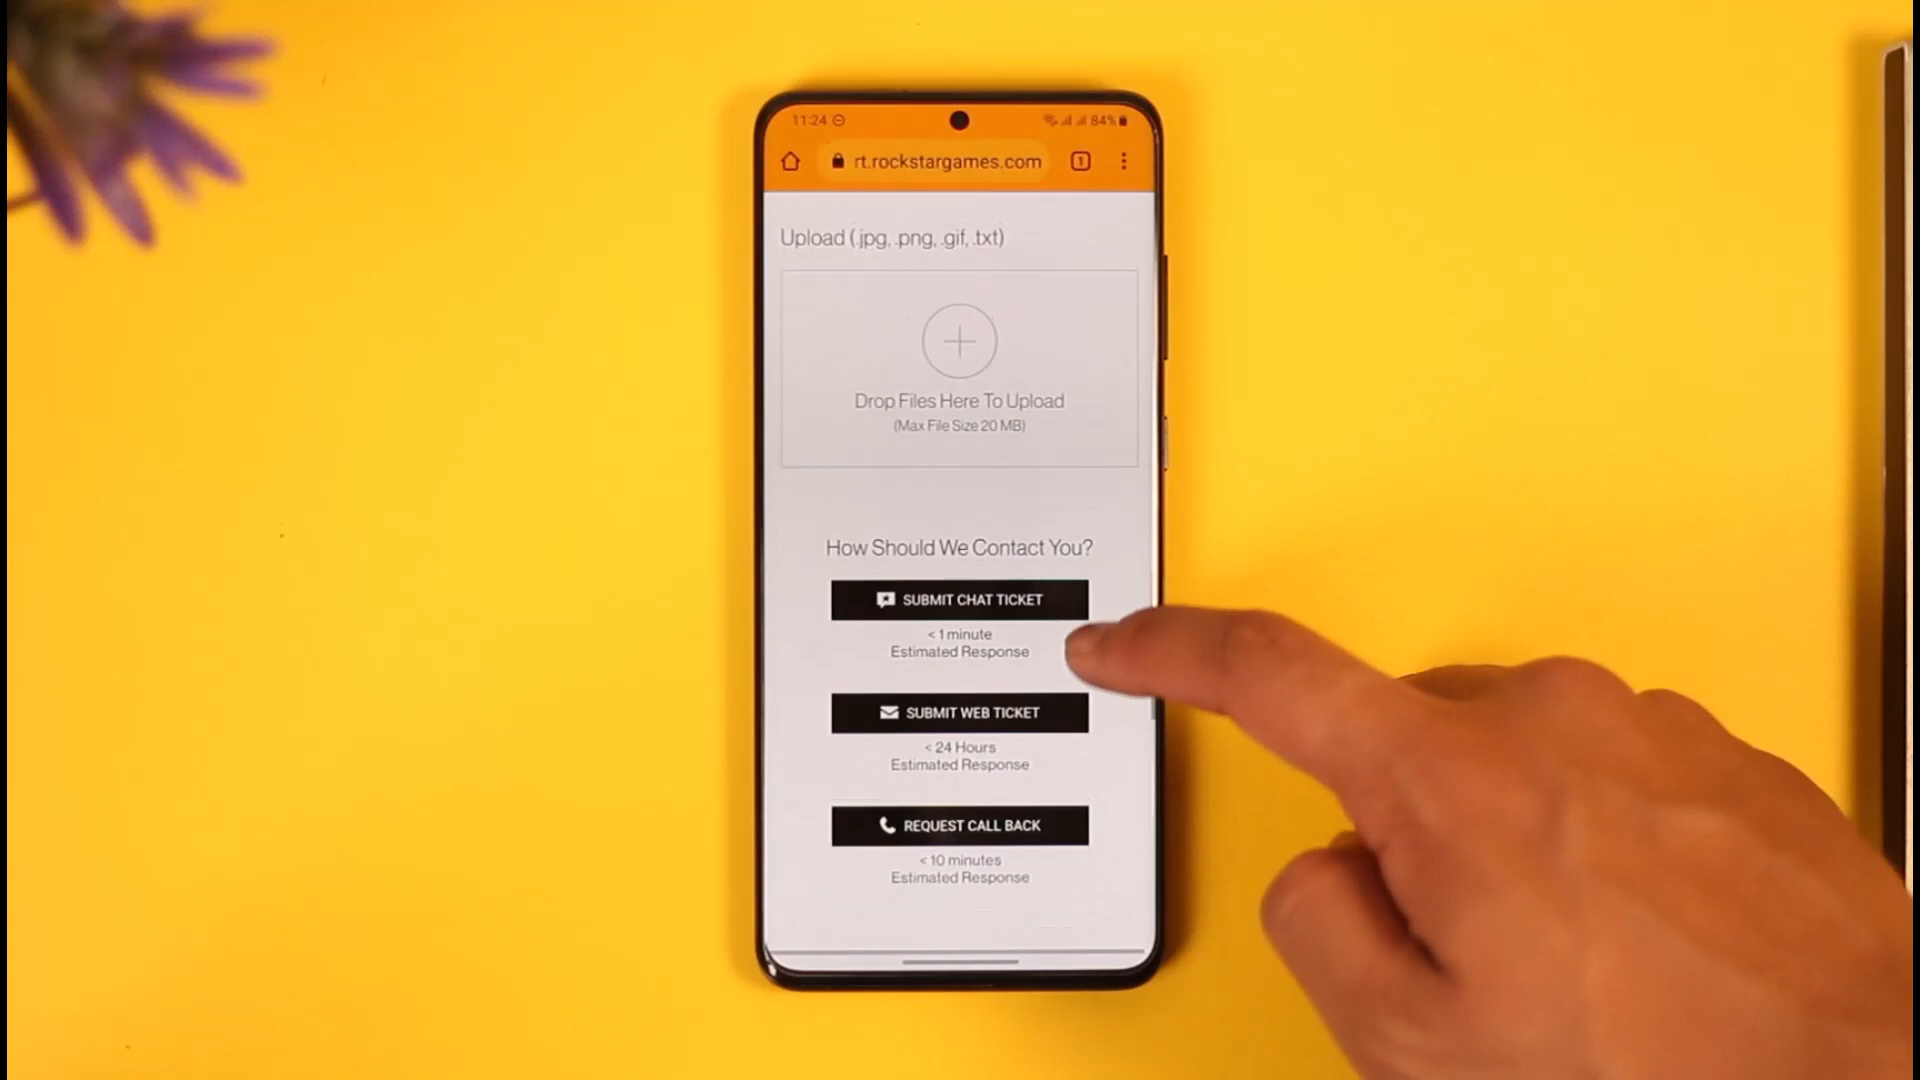 11:24
84%
rt.rockstargames.com
1
Upload (.jpg, .png, .gif, .txt)
Drop Files Here To Upload
(Max File Size 20 MB)
How Should We Contact You?
SUBMIT CHAT TICKET
< 1 minute
Estimated Response
SUBMIT WEB TICKET
< 24 Hours
Estimated Response
REQUEST CALL BACK
< 10 minutes
Estimated Response